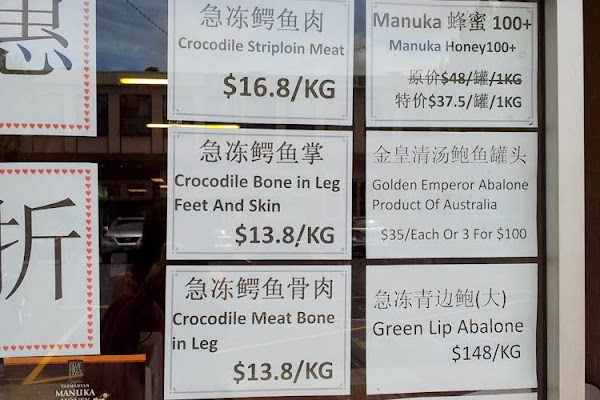 惠
折
急冻鳄鱼肉
Crocodile Striploin Meat
$16.8/KG
急冻鳄鱼掌
Crocodile Bone in Leg
Feet And Skin
$13.8/KG
急冻鳄鱼骨肉
Crocodile Meat Bone
in Leg
$13.8/KG
Manuka 蜂蜜 100+
Manuka Honey100+
原价$48/罐/1KG
特价$37.5/罐/1KG
金皇清汤鲍鱼罐头
Golden Emperor Abalone
Product Of Australia
$35/Each Or 3 For $100
急冻青边鲍(大)
Green Lip Abalone
$148/KG
TASMANIAN
MANUKA
HONEY